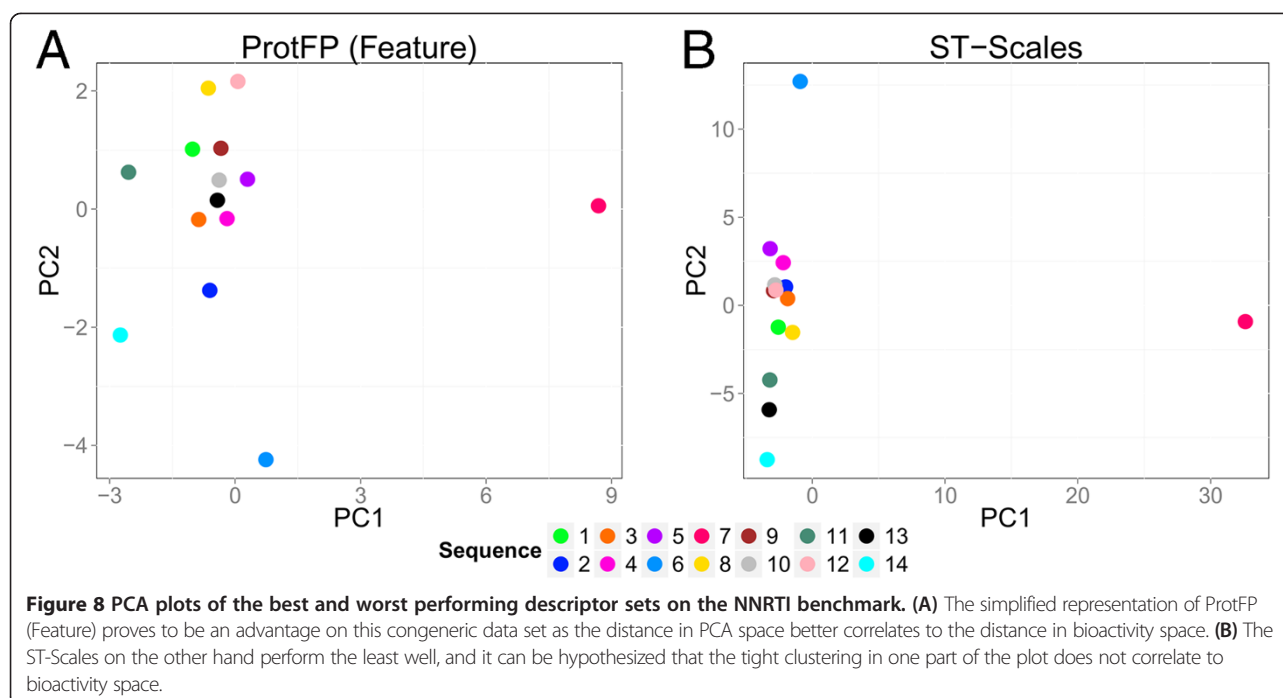 A
ProtFP (Feature)
2
0
−2
−4
PC2
−3
0
3
6
9
PC1
B
ST−Scales
10
5
0
−5
PC2
0
10
20
30
PC1
Sequence
1 3 5 7 9 11 13
2 4 6 8 10 12 14
Figure 8 PCA plots of the best and worst performing descriptor sets on the NNRTI benchmark. (A) The simplified representation of ProtFP
(Feature) proves to be an advantage on this congeneric data set as the distance in PCA space better correlates to the distance in bioactivity space. (B) The
ST-Scales on the other hand perform the least well, and it can be hypothesized that the tight clustering in one part of the plot does not correlate to
bioactivity space.